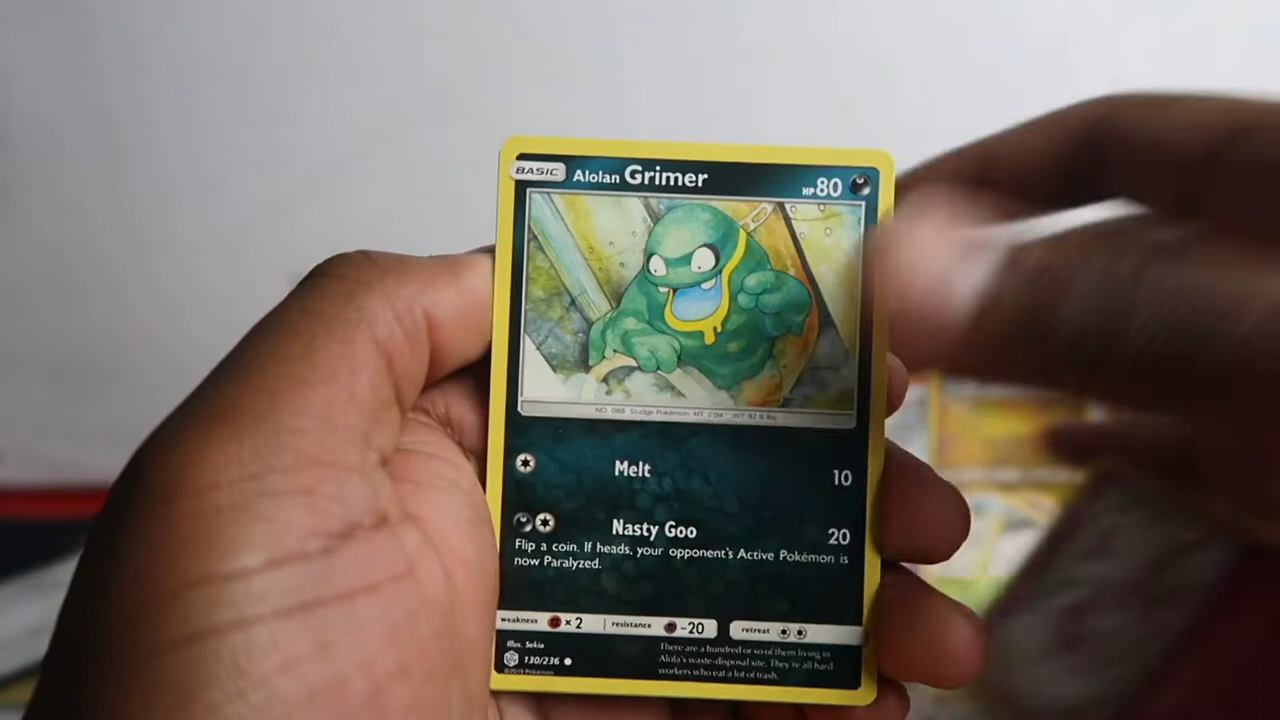 BASIC Alolan Grimer HP 80
NO. 088 Sludge Pokémon HT: 2'04" WT: 92.6 lbs.
Melt 10
Nasty Goo 20
Flip a coin. If heads, your opponent's Active Pokémon is
now Paralyzed.
weakness ×2 resistance -20 retreat
Illus. Sekio
130/236
©2019 Pokémon
There are a hundred or so of them living in
Alola's waste-disposal site. They're all hard
workers who eat a lot of trash.